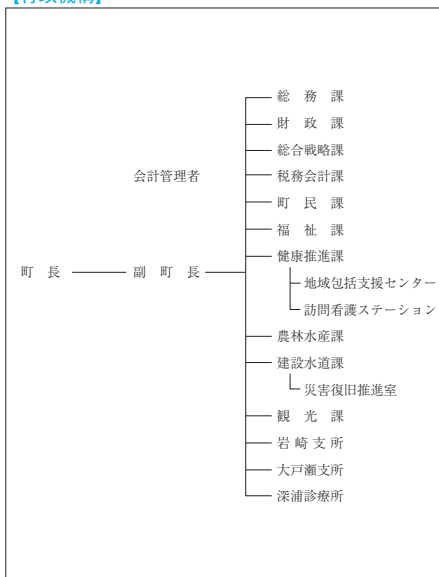 【行政機構】
総務課
財政課
総合戦略課
会計管理者 税務会計課
町民課
福祉課
健康推進課
町長 副町長
地域包括支援センター
訪問看護ステーション
農林水産課
建設水道課
災害復旧推進室
観光課
岩崎支所
大戸瀬支所
深浦診療所